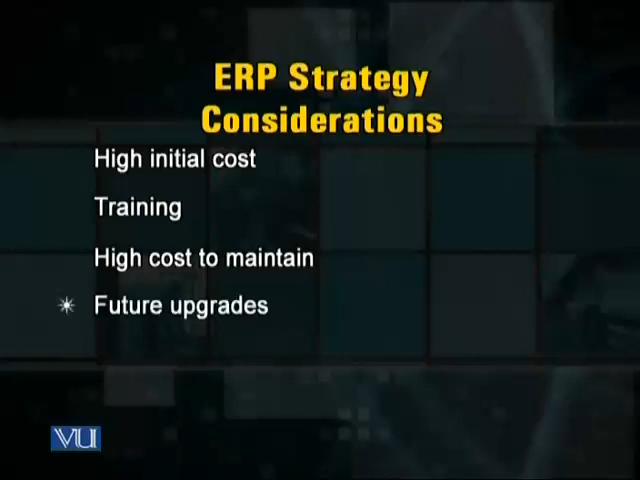 ERP Strategy
Considerations
High initial cost
Training
High cost to maintain
Future upgrades
VU